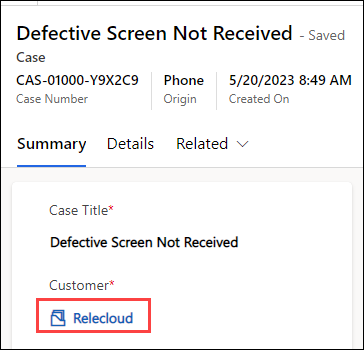 Defective Screen Not Received - Saved
Case
CAS-01000-Y9X2C9 Phone 5/20/2023 8:49 AM
Case Number Origin Created On
Summary Details Related
Case Title*
Defective Screen Not Received
Customer*
Relecloud